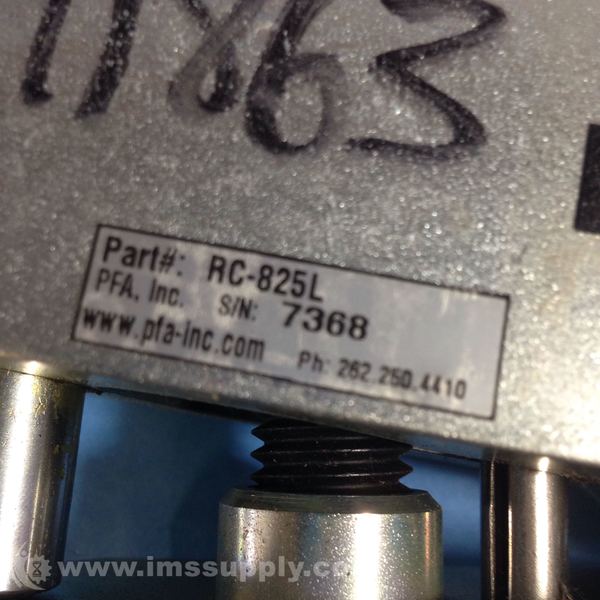 11863
Part#: RC-825L
PFA, Inc. S/N: 7368
www.pfa-inc.com Ph: 262.250.4410
www.imssupply.co